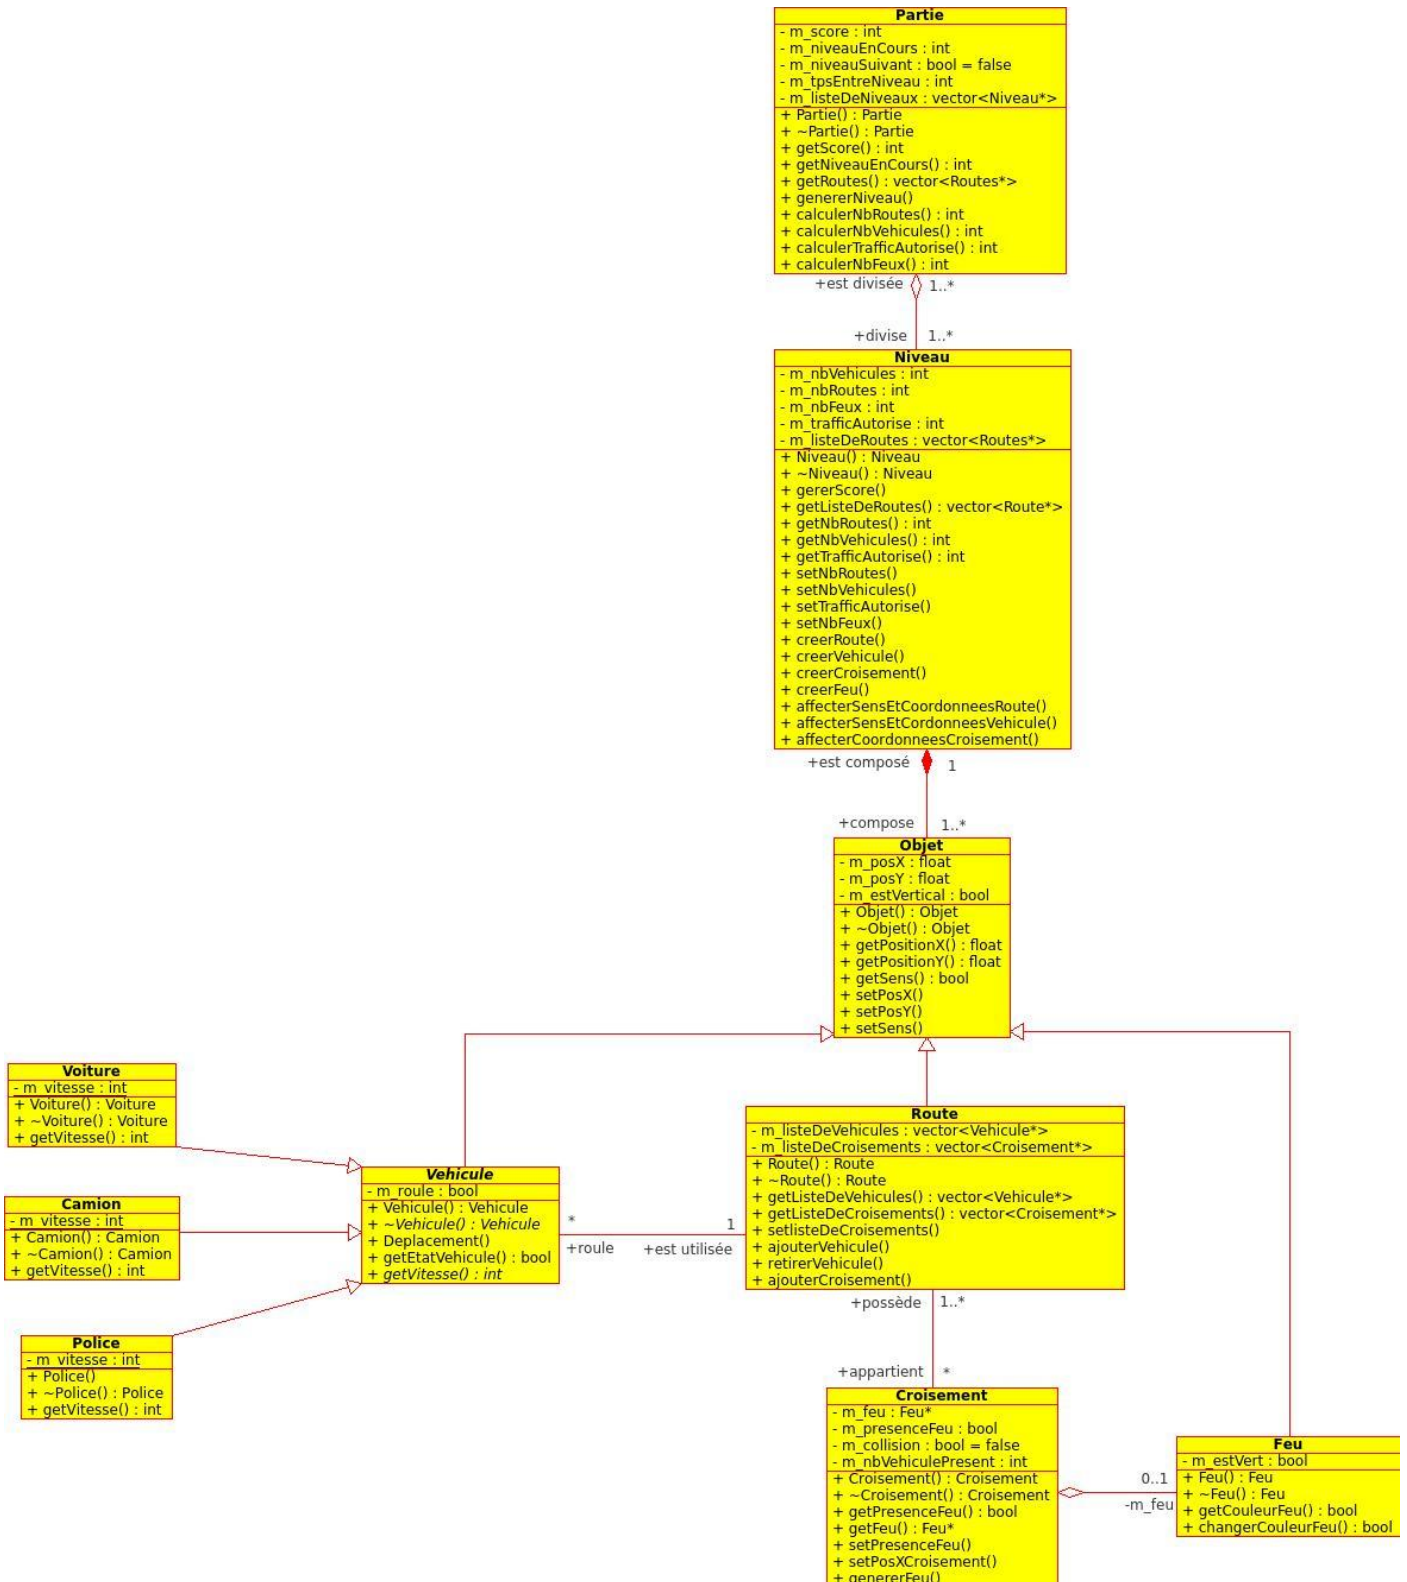 Partie
- m_score : int
- m_niveauEnCours : int
- m_niveauSuivant : bool = false
- m_tpsEntreNiveau : int
- m_listeDeNiveaux : vector<Niveau*>
+ Partie() : Partie
+ ~Partie() : Partie
+ getScore() : int
+ getNiveauEnCours() : int
+ getRoutes() : vector<Routes*>
+ genererNiveau()
+ calculerNbRoutes() : int
+ calculerNbVehicules() : int
+ calculerTrafficAutorise() : int
+ calculerNbFeux() : int
+est divisée 1..*
+divise 1..*
Niveau
- m_nbVehicules : int
- m_nbRoutes : int
- m_nbFeux : int
- m_trafficAutorise : int
- m_listeDeRoutes : vector<Routes*>
+ Niveau() : Niveau
+ ~Niveau() : Niveau
+ gererScore()
+ getListeDeRoutes() : vector<Route*>
+ getNbRoutes() : int
+ getNbVehicules() : int
+ getTrafficAutorise() : int
+ setNbRoutes()
+ setNbVehicules()
+ setTrafficAutorise()
+ setNbFeux()
+ creerRoute()
+ creerVehicule()
+ creerCroisement()
+ creerFeu()
+ affecterSensEtCoordonneesRoute()
+ affecterSensEtCordonneesVehicule()
+ affecterCoordonneesCroisement()
+est composé 1
+compose 1..*
Objet
- m_posX : float
- m_posY : float
- m_estVertical : bool
+ Objet() : Objet
+ ~Objet() : Objet
+ getPositionX() : float
+ getPositionY() : float
+ getSens() : bool
+ setPosX()
+ setPosY()
+ setSens()
Voiture
- m_vitesse : int
+ Voiture() : Voiture
+ ~Voiture() : Voiture
+ getVitesse() : int
Camion
- m_vitesse : int
+ Camion() : Camion
+ ~Camion() : Camion
+ getVitesse() : int
Police
- m_vitesse : int
+ Police()
+ ~Police() : Police
+ getVitesse() : int
Vehicule
- m_roule : bool
+ Vehicule() : Vehicule
+ ~Vehicule() : Vehicule
+ Deplacement()
+ getEtatVehicule() : bool
+ getVitesse() : int
* 1
+roule +est utilisée
Route
- m_listeDeVehicules : vector<Vehicule*>
- m_listeDeCroisements : vector<Croisement*>
+ Route() : Route
+ ~Route() : Route
+ getListeDeVehicules() : vector<Vehicule*>
+ getListeDeCroisements() : vector<Croisement*>
+ setlisteDeCroisements()
+ ajouterVehicule()
+ retirerVehicule()
+ ajouterCroisement()
+possède 1..*
+appartient *
Croisement
- m_feu : Feu*
- m_presenceFeu : bool
- m_collision : bool = false
- m_nbVehiculePresent : int
+ Croisement() : Croisement
+ ~Croisement() : Croisement
+ getPresenceFeu() : bool
+ getFeu() : Feu*
+ setPresenceFeu()
+ setPosXCroisement()
+ genererFeu()
0..1
-m_feu
Feu
- m_estVert : bool
+ Feu() : Feu
+ ~Feu() : Feu
+ getCouleurFeu() : bool
+ changerCouleurFeu() : bool